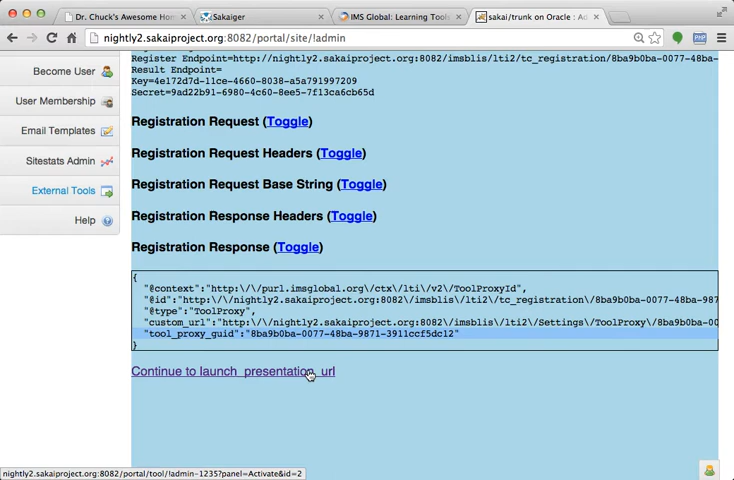 Dr. Chuck's Awesome Hom
Sakaiger
IMS Global: Learning Tools
sakai/trunk on Oracle : Adm
nightly2.sakaiproject.org:8082/portal/site/!admin
Become User
User Membership
Email Templates
Sitestats Admin
External Tools
Help
Register Endpoint=http://nightly2.sakaiproject.org:8082/imsblis/lti2/tc_registration/8ba9b0ba-0077-48ba-
Result Endpoint=
Key=4e172d7d-11ce-4660-8038-a5a791997209
Secret=9ad22b91-6980-4c60-8ee5-7f13ca6cb65d
Registration Request (Toggle)
Registration Request Headers (Toggle)
Registration Request Base String (Toggle)
Registration Response Headers (Toggle)
Registration Response (Toggle)
{
"@context":"http:\/\/purl.imsglobal.org\/ctx\/lti\/v2\/ToolProxyId",
"@id":"http:\/\/nightly2.sakaiproject.org:8082\/imsblis\/lti2\/tc_registration\/8ba9b0ba-0077-48ba-987
"@type":"ToolProxy",
"custom_url":"http:\/\/nightly2.sakaiproject.org:8082\/imsblis\/lti2\/Settings\/ToolProxy\/8ba9b0ba-00
"tool_proxy_guid":"8ba9b0ba-0077-48ba-9871-3911ccf5dc12"
}
Continue to launch_presentation_url
nightly2.sakaiproject.org:8082/portal/tool/!admin-1235?panel=Activate&id=2